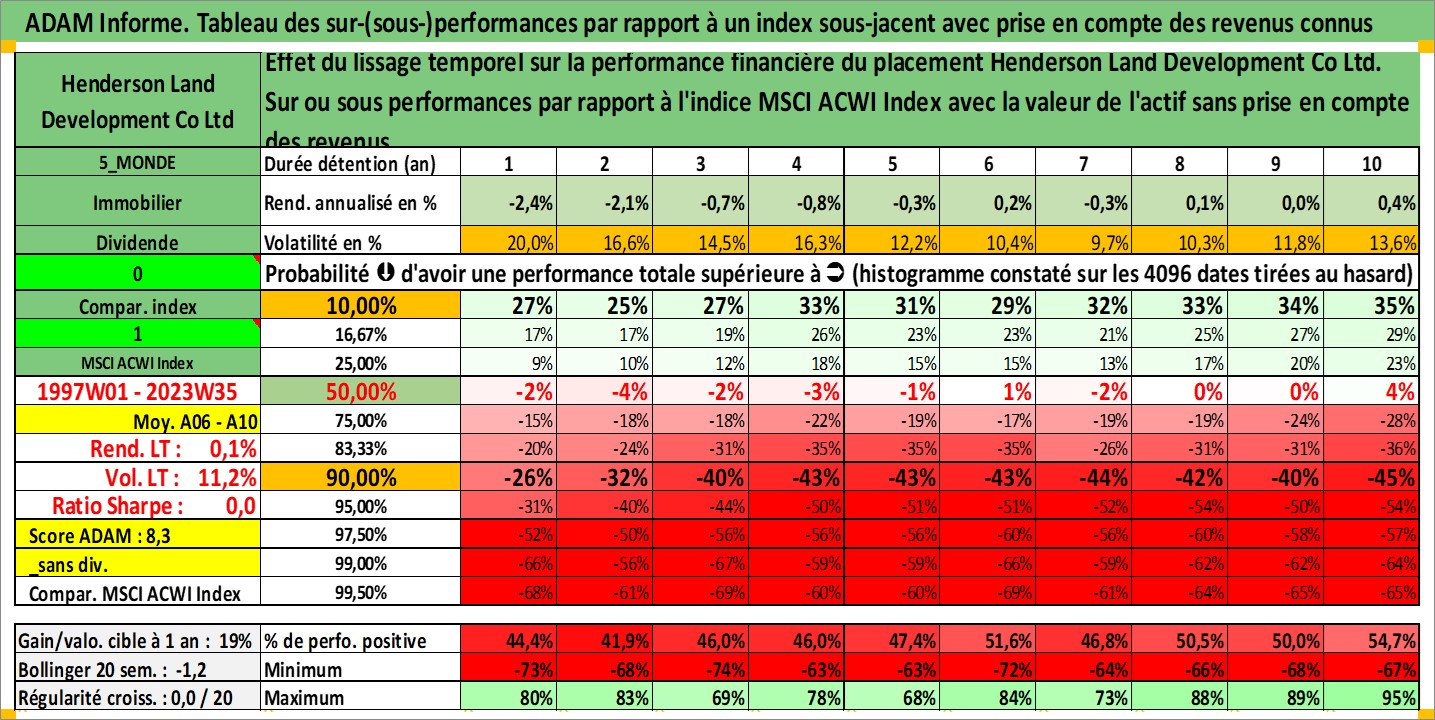 ADAM Informe. Tableau des sur-(sous-)performances par rapport à un index sous-jacent avec prise en compte des revenus connus
Henderson Land
Development Co Ltd
Effet du lissage temporel sur la performance financière du placement Henderson Land Development Co Ltd.
Sur ou sous performances par rapport à l'indice MSCI ACWI Index avec la valeur de l'actif sans prise en compte
des revenus
5_MONDE Durée détention (an) 1 2 3 4 5 6 7 8 9 10
Immobilier Rend. annualisé en % -2,4% -2,1% -0,7% -0,8% -0,3% 0,2% -0,3% 0,1% 0,0% 0,4%
Dividende Volatilité en % 20,0% 16,6% 14,5% 16,3% 12,2% 10,4% 9,7% 10,3% 11,8% 13,6%
0 Probabilité d'avoir une performance totale supérieure à (histogramme constaté sur les 4096 dates tirées au hasard)
Compar. index 10,00% 27% 25% 27% 33% 31% 29% 32% 33% 34% 35%
1 16,67% 17% 17% 19% 26% 23% 23% 21% 25% 27% 29%
MSCI ACWI Index 25,00% 9% 10% 12% 18% 15% 15% 13% 17% 20% 23%
1997W01 - 2023W35 50,00% -2% -4% -2% -3% -1% 1% -2% 0% 0% 4%
Moy. A06 - A10 75,00% -15% -18% -18% -22% -19% -17% -19% -19% -24% -28%
Rend. LT : 0,1% 83,33% -20% -24% -31% -35% -35% -35% -26% -31% -31% -36%
Vol. LT : 11,2% 90,00% -26% -32% -40% -43% -43% -43% -44% -42% -40% -45%
Ratio Sharpe : 0,0 95,00% -31% -40% -44% -50% -51% -51% -52% -54% -50% -54%
Score ADAM : 8,3 97,50% -52% -50% -56% -56% -56% -60% -56% -60% -58% -57%
_sans div. 99,00% -66% -56% -67% -59% -59% -66% -59% -62% -62% -64%
Compar. MSCI ACWI Index 99,50% -68% -61% -69% -60% -60% -69% -61% -64% -65% -65%
Gain/valo. cible à 1 an : 19% % de perfo. positive 44,4% 41,9% 46,0% 46,0% 47,4% 51,6% 46,8% 50,5% 50,0% 54,7%
Bollinger 20 sem. : -1,2 Minimum -73% -68% -74% -63% -63% -72% -64% -66% -68% -67%
Régularité croiss. : 0,0 / 20 Maximum 80% 83% 69% 78% 68% 84% 73% 88% 89% 95%